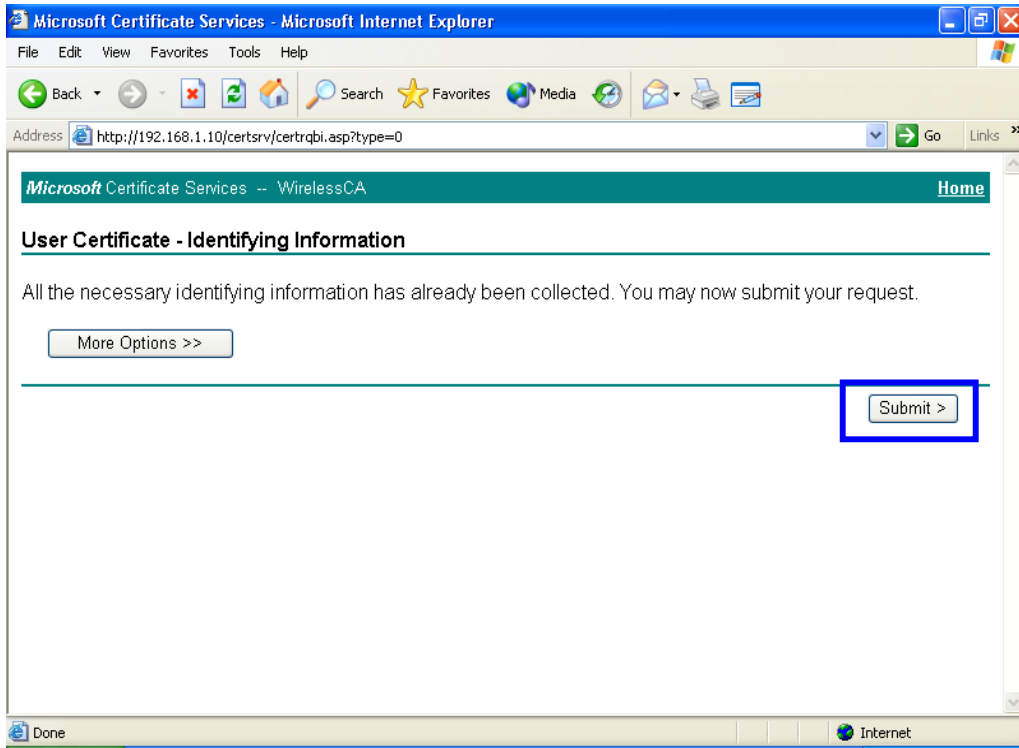 Microsoft Certificate Services - Microsoft Internet Explorer
File Edit View Favorites Tools Help
Back Search Favorites Media
Address http://192.168.1.10/certsrv/certrqbi.asp?type=0 Go Links »
Microsoft Certificate Services -- WirelessCA Home
User Certificate - Identifying Information
All the necessary identifying information has already been collected. You may now submit your request.
More Options >>
Submit >
Done Internet